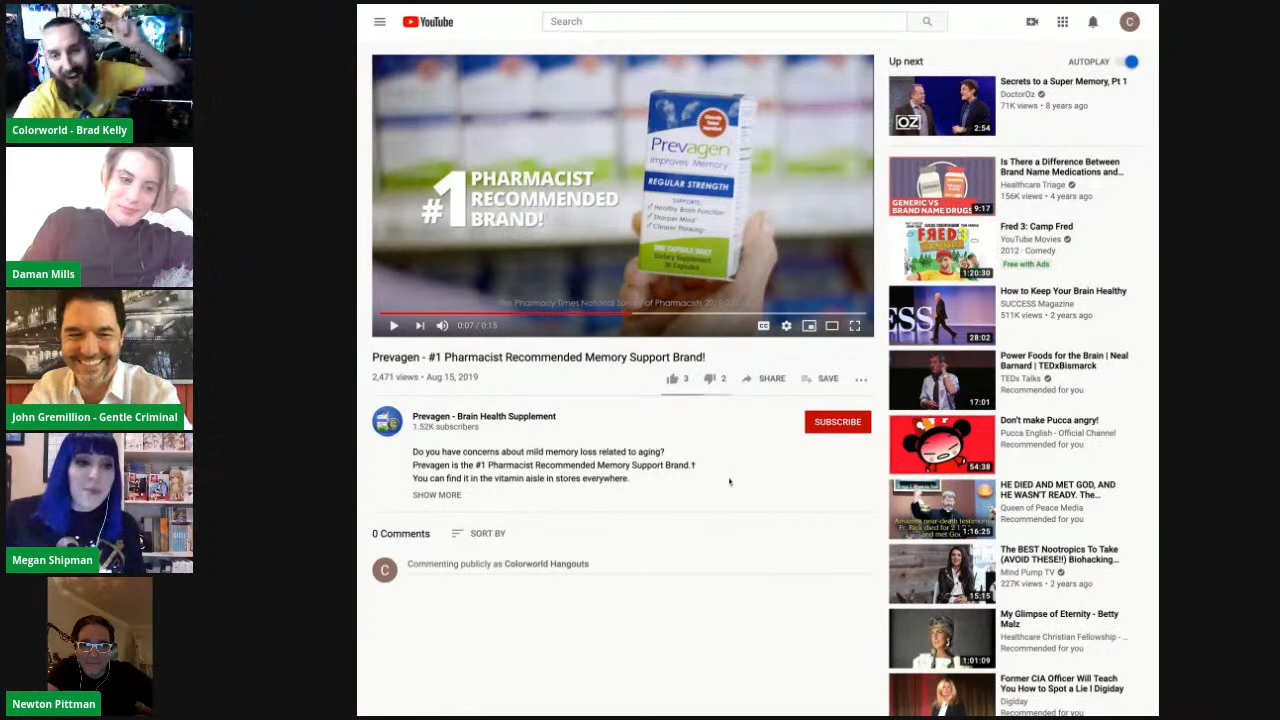 Colorworld - Brad Kelly
Daman Mills
John Gremillion - Gentle Criminal
Megan Shipman
Newton Pittman
YouTube
Search
C
#1 PHARMACIST
RECOMMENDED
BRAND!
Prevagen
Improves Memory
REGULAR STRENGTH
SUPPORTS:
Healthy Brain Function
Sharper Mind
Clearer Thinking
ONE CAPSULE DAILY
Dietary Supplement
30 Capsules
0:07 / 0:15
Prevagen - #1 Pharmacist Recommended Memory Support Brand!
2,471 views • Aug 15, 2019
3
2
SHARE
SAVE
Prevagen - Brain Health Supplement
1.52K subscribers
SUBSCRIBE
Do you have concerns about mild memory loss related to aging?
Prevagen is the #1 Pharmacist Recommended Memory Support Brand.†
You can find it in the vitamin aisle in stores everywhere.
SHOW MORE
0 Comments
SORT BY
C
Commenting publicly as Colorworld Hangouts
Up next
AUTOPLAY
OZ
2:54
Secrets to a Super Memory, Pt 1
DoctorOz
71K views • 8 years ago
GENERIC VS
BRAND NAME DRUGS
9:17
Is There a Difference Between
Brand Name Medications and…
Healthcare Triage
156K views • 4 years ago
FRED 3
1:20:30
Fred 3: Camp Fred
YouTube Movies
2012 · Comedy
Free with Ads
ESS
28:02
How to Keep Your Brain Healthy
SUCCESS Magazine
511K views • 2 years ago
17:01
Power Foods for the Brain | Neal
Barnard | TEDxBismarck
TEDx Talks
Recommended for you
54:38
Don't make Pucca angry!
Pucca English - Official Channel
Recommended for you
1:16:25
HE DIED AND MET GOD, AND
HE WASN'T READY. The…
Queen of Peace Media
Recommended for you
15:15
The BEST Nootropics To Take
(AVOID THESE!!) Biohacking…
Mind Pump TV
227K views • 2 years ago
1:01:09
My Glimpse of Eternity - Betty
Malz
Healthcare Christian Fellowship - …
Recommended for you
Former CIA Officer Will Teach
You How to Spot a Lie l Digiday
Digiday
Recommended for you